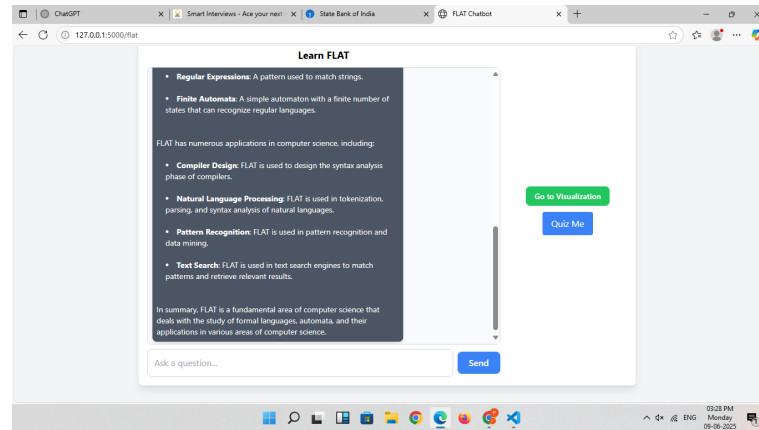 ChatGPT
Smart Interviews - Ace your next
State Bank of India
FLAT Chatbot
127.0.0.1:5000/flat
Learn FLAT
• Regular Expressions: A pattern used to match strings.
• Finite Automata: A simple automaton with a finite number of
states that can recognize regular languages.
FLAT has numerous applications in computer science, including:
• Compiler Design: FLAT is used to design the syntax analysis
phase of compilers.
• Natural Language Processing: FLAT is used in tokenization,
parsing, and syntax analysis of natural languages.
• Pattern Recognition: FLAT is used in pattern recognition and
data mining.
• Text Search: FLAT is used in text search engines to match
patterns and retrieve relevant results.
In summary, FLAT is a fundamental area of computer science that
deals with the study of formal languages, automata, and their
applications in various areas of computer science.
Go to Visualization
Quiz Me
Ask a question...
Send
ENG
03:28 PM
Monday
09-06-2025